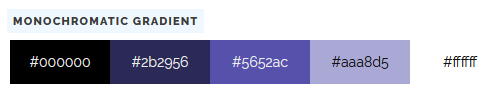 MONOCHROMATIC GRADIENT
#000000 #2b2956 #5652ac #aaa8d5 #ffffff